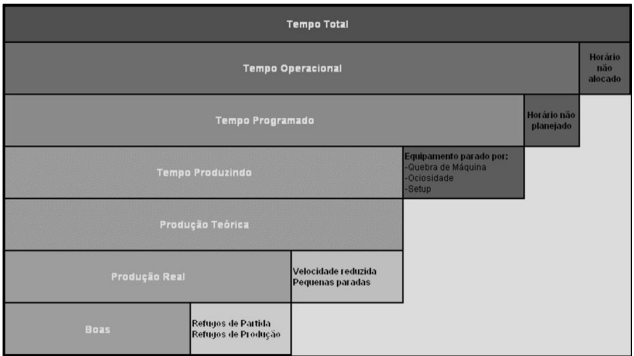 Tempo Total
Tempo Operacional
Horário
não
alocado
Tempo Programado
Horário não
planejado
Tempo Produzindo
Equipamento parado por:
-Quebra de Máquina
-Ociosidade
-Setup
Produção Teórica
Produção Real
Velocidade reduzida
Pequenas paradas
Boas
Refugos de Partida
Refugos de Produção